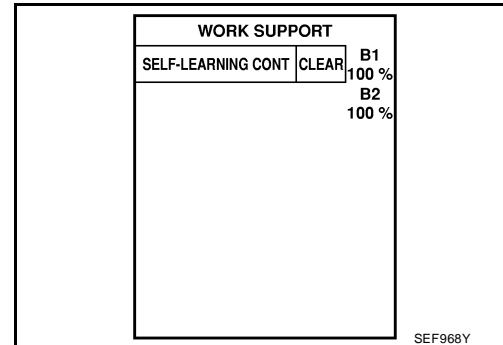 WORK SUPPORT
SELF-LEARNING CONT CLEAR B1
100 %
B2
100 %
SEF968Y